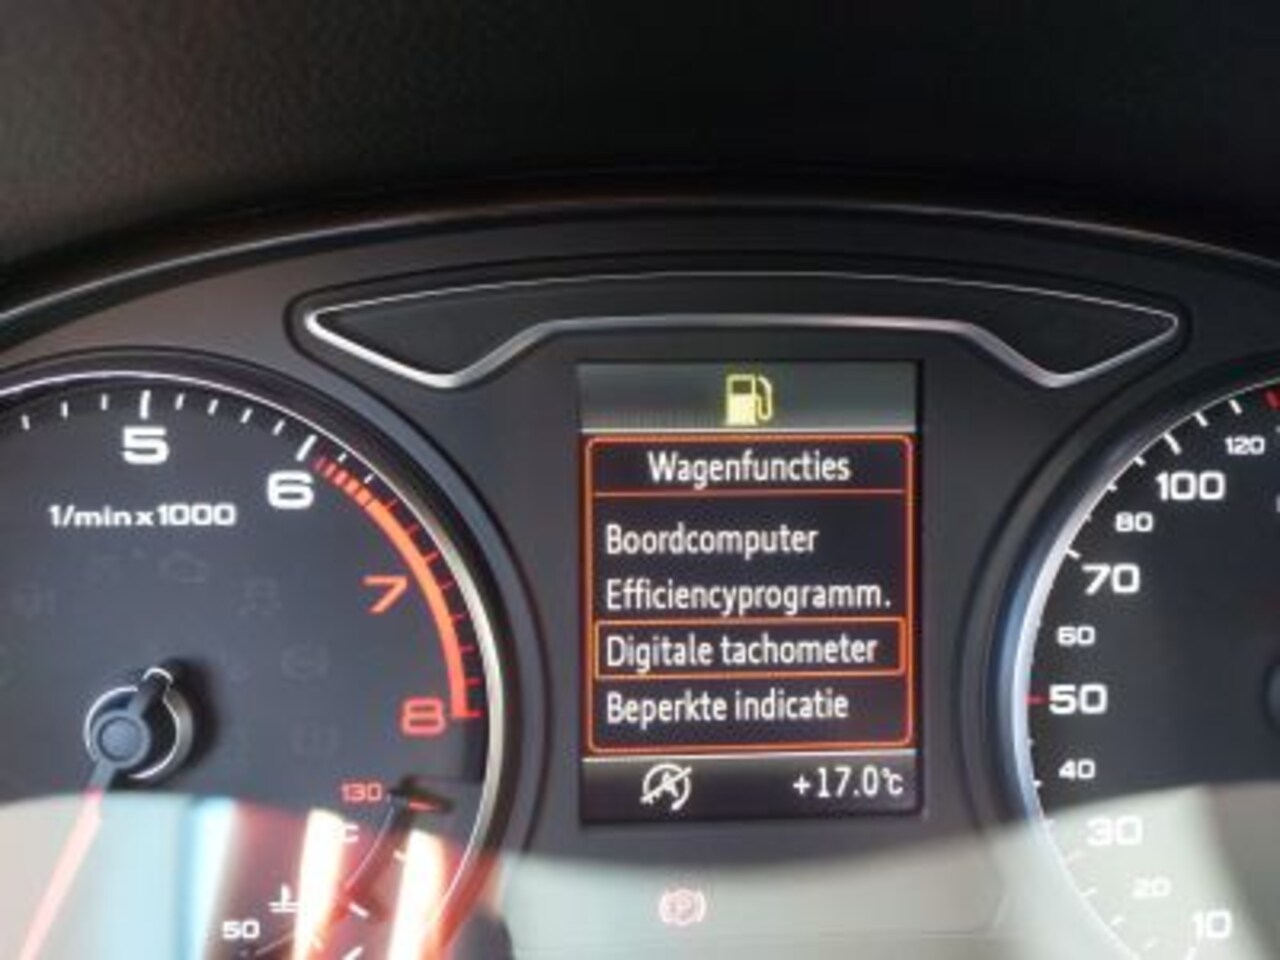 Wagenfuncties
Boordcomputer
Efficiencyprogramm.
Digitale tachometer
Beperkte indicatie
+17.0°C
5
6
1/min x 1000
7
8
130
50
120
100
80
70
60
50
40
30
20
10
P